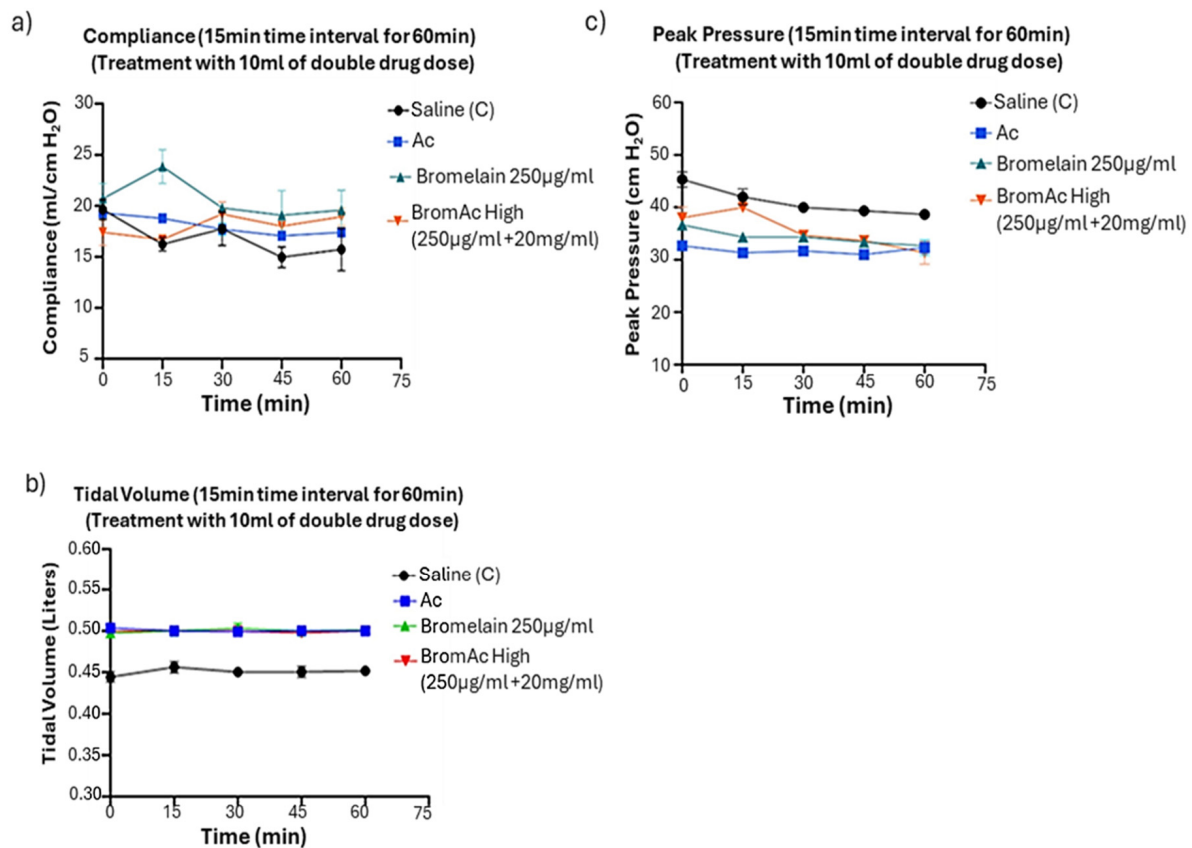 a)
Compliance (15min time interval for 60min)
(Treatment with 10ml of double drug dose)
Compliance (ml/cm H₂O)
30
25
20
15
10
5
0 15 30 45 60 75
Time (min)
Saline (C)
Ac
Bromelain 250µg/ml
BromAc High
(250µg/ml +20mg/ml)
c)
Peak Pressure (15min time interval for 60min)
(Treatment with 10ml of double drug dose)
Peak Pressure (cm H₂O)
60
50
40
30
20
10
0 15 30 45 60 75
Time (min)
Saline (C)
Ac
Bromelain 250µg/ml
BromAc High
(250µg/ml +20mg/ml)
b)
Tidal Volume (15min time interval for 60min)
(Treatment with 10ml of double drug dose)
Tidal Volume (Liters)
0.60
0.55
0.50
0.45
0.40
0.35
0.30
0 15 30 45 60 75
Time (min)
Saline (C)
Ac
Bromelain 250µg/ml
BromAc High
(250µg/ml +20mg/ml)